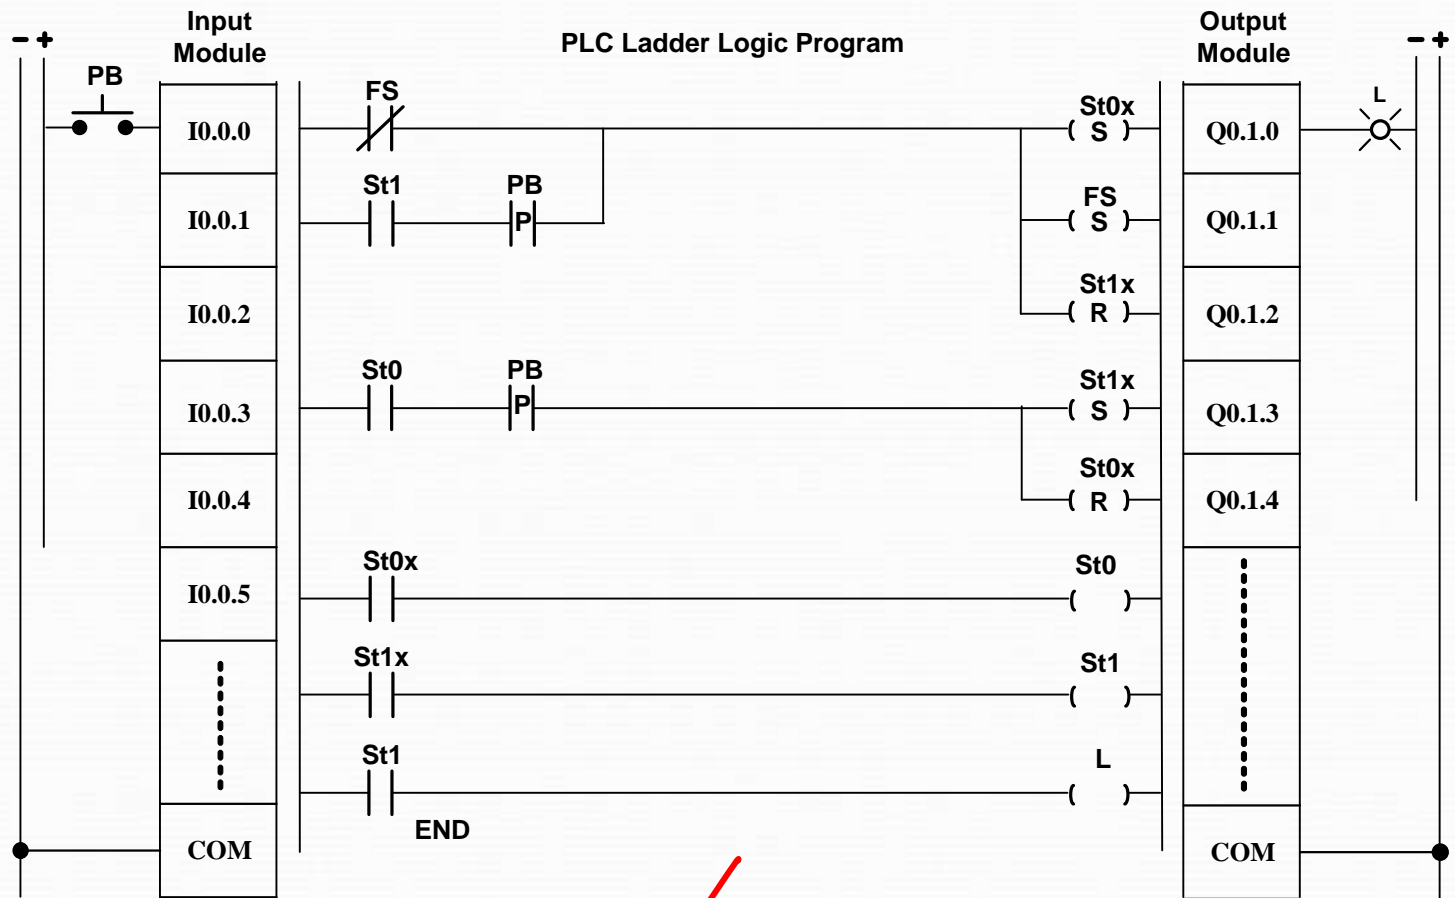 Input
Module
PLC Ladder Logic Program
Output
Module
- +
- +
PB
L
I0.0.0
FS
St0x
S
Q0.1.0
I0.0.1
St1
PB
P
FS
S
Q0.1.1
I0.0.2
St1x
R
Q0.1.2
I0.0.3
St0
PB
P
St1x
S
Q0.1.3
I0.0.4
St0x
R
Q0.1.4
I0.0.5
St0x
St0
St1x
St1
St1
L
END
COM
COM